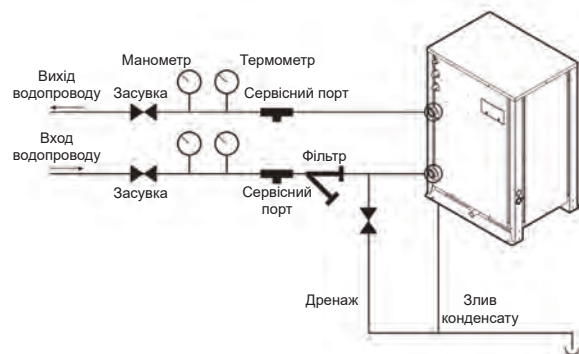 Манометр
Термометр
Вихід
водопроводу
Засувка
Сервісний порт
Вход
водопроводу
Фільтр
Засувка
Сервісний
порт
Дренаж
Злив
конденсату